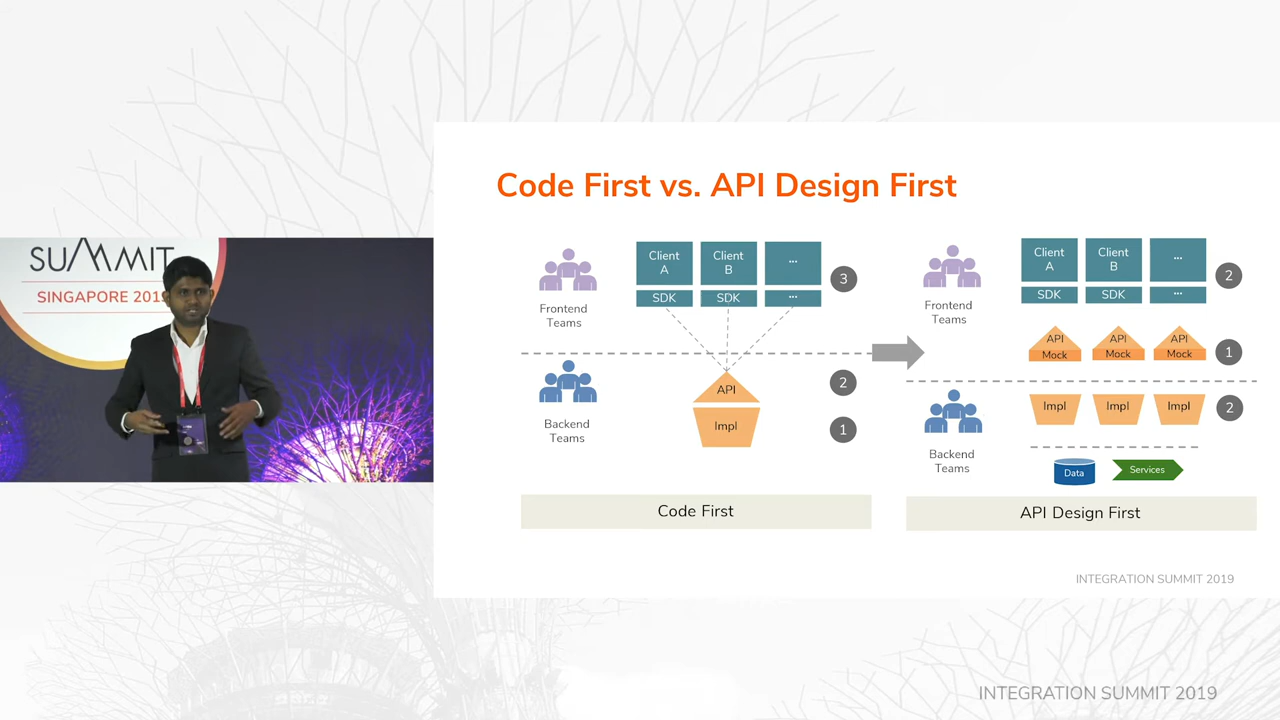 Code First vs. API Design First
SUMMIT
SINGAPORE 201
Frontend
Teams
Client
A
Client
B
...
SDK
SDK
...
3
Backend
Teams
API
2
Impl
1
Code First
Frontend
Teams
Client
A
Client
B
...
SDK
SDK
...
2
API
Mock
API
Mock
API
Mock
1
Backend
Teams
Impl
Impl
Impl
2
Data
Services
API Design First
INTEGRATION SUMMIT 2019
INTEGRATION SUMMIT 2019